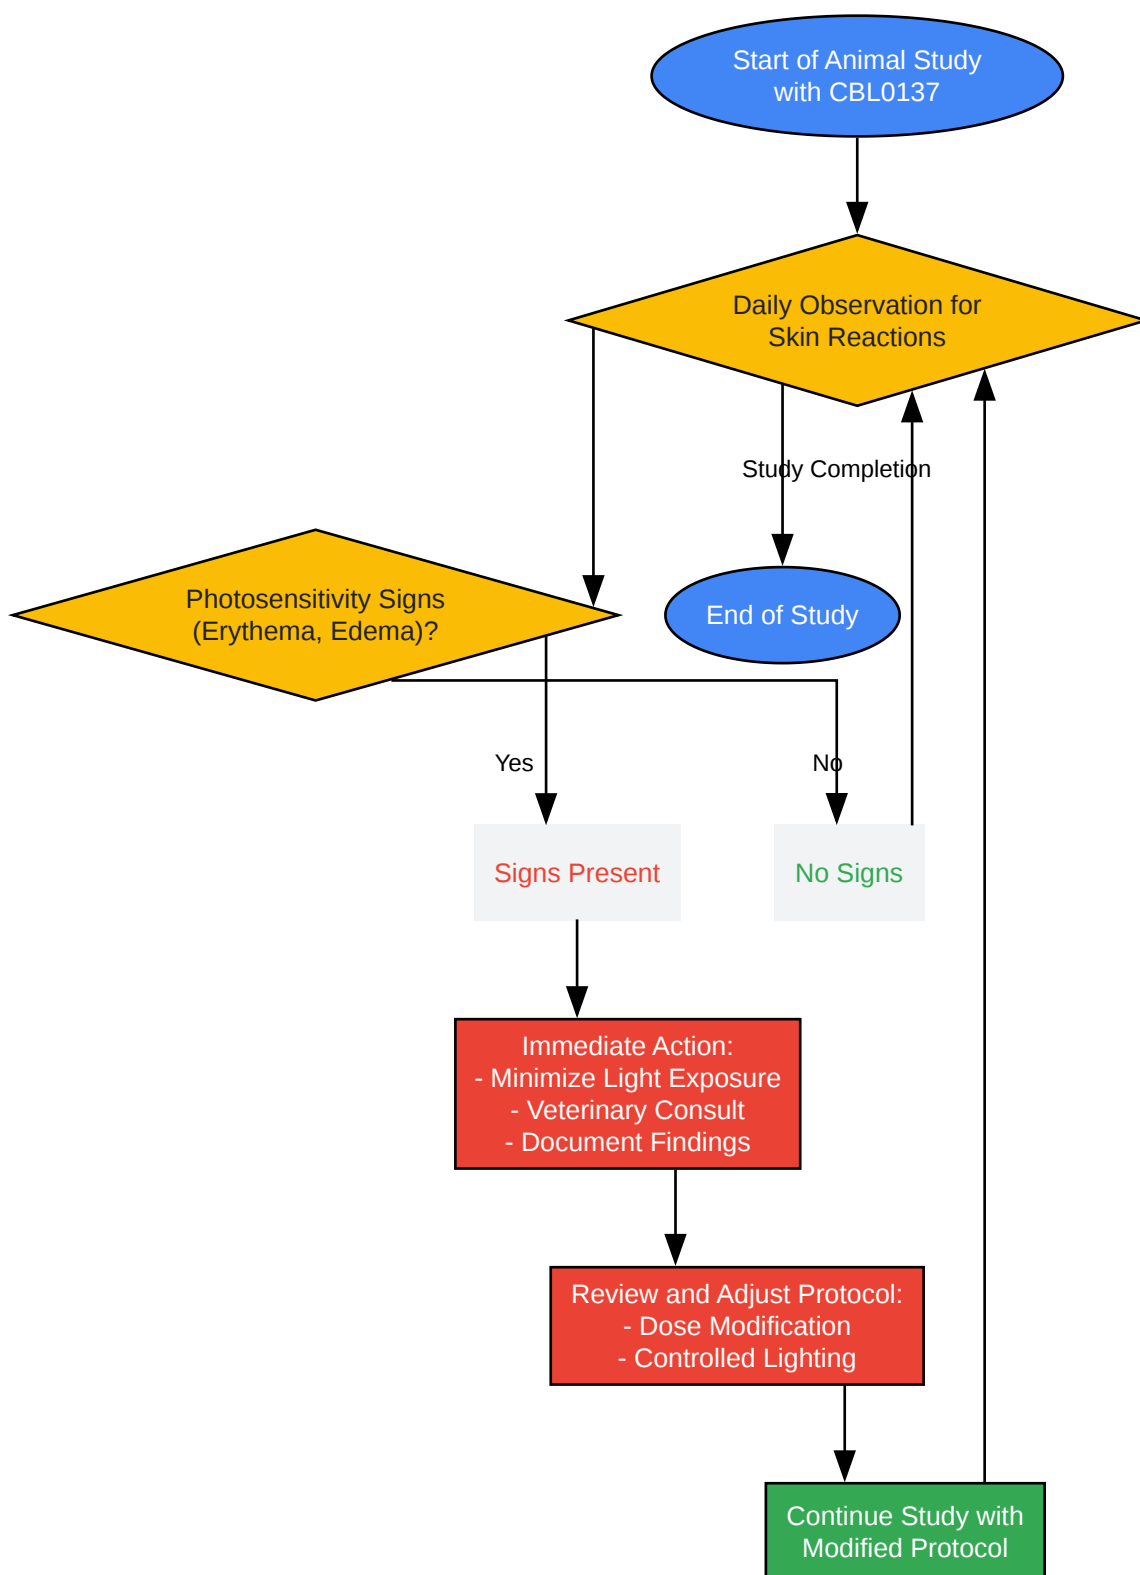 Start of Animal Study
with CBL0137
Daily Observation for
Skin Reactions
Study Completion
Photosensitivity Signs
(Erythema, Edema)?
End of Study
Yes
No
Signs Present
No Signs
Immediate Action:
- Minimize Light Exposure
- Veterinary Consult
- Document Findings
Review and Adjust Protocol:
- Dose Modification
- Controlled Lighting
Continue Study with
Modified Protocol